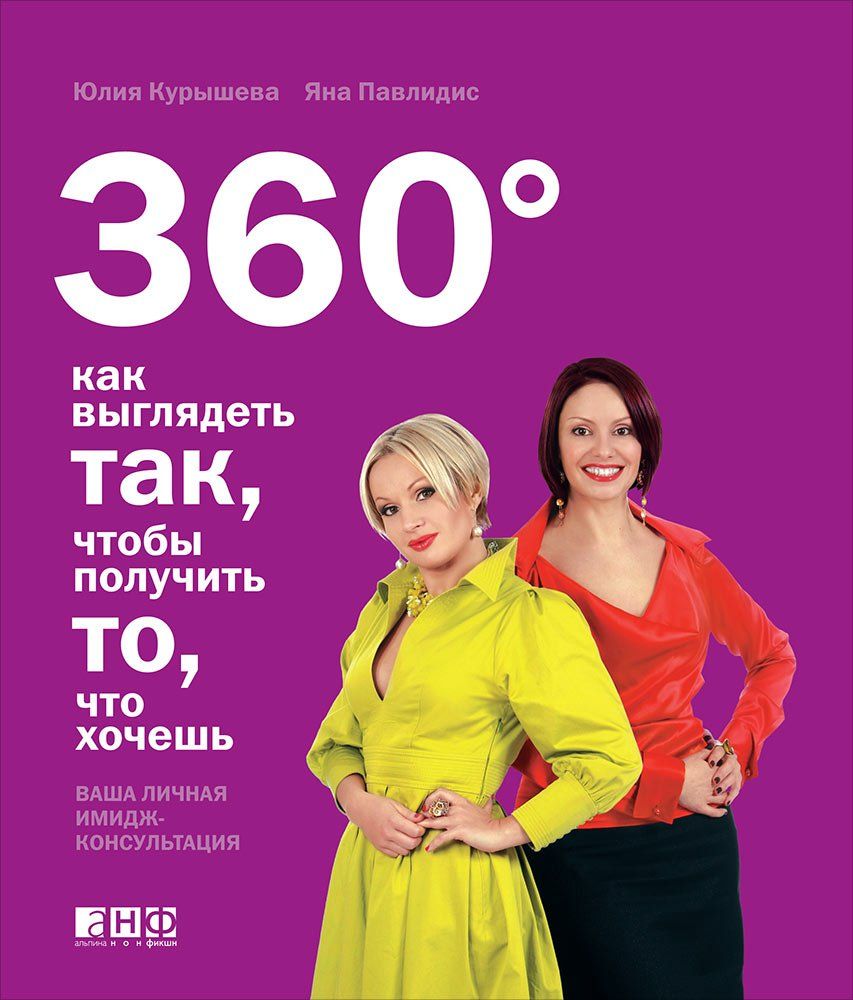 Юлия Курышева Яна Павлидис
360°
как
выглядеть
так,
чтобы
получить
то,
что
хочешь
ВАША ЛИЧНАЯ
ИМИДЖ-
КОНСУЛЬТАЦИЯ
анф
альпина нон фикшн